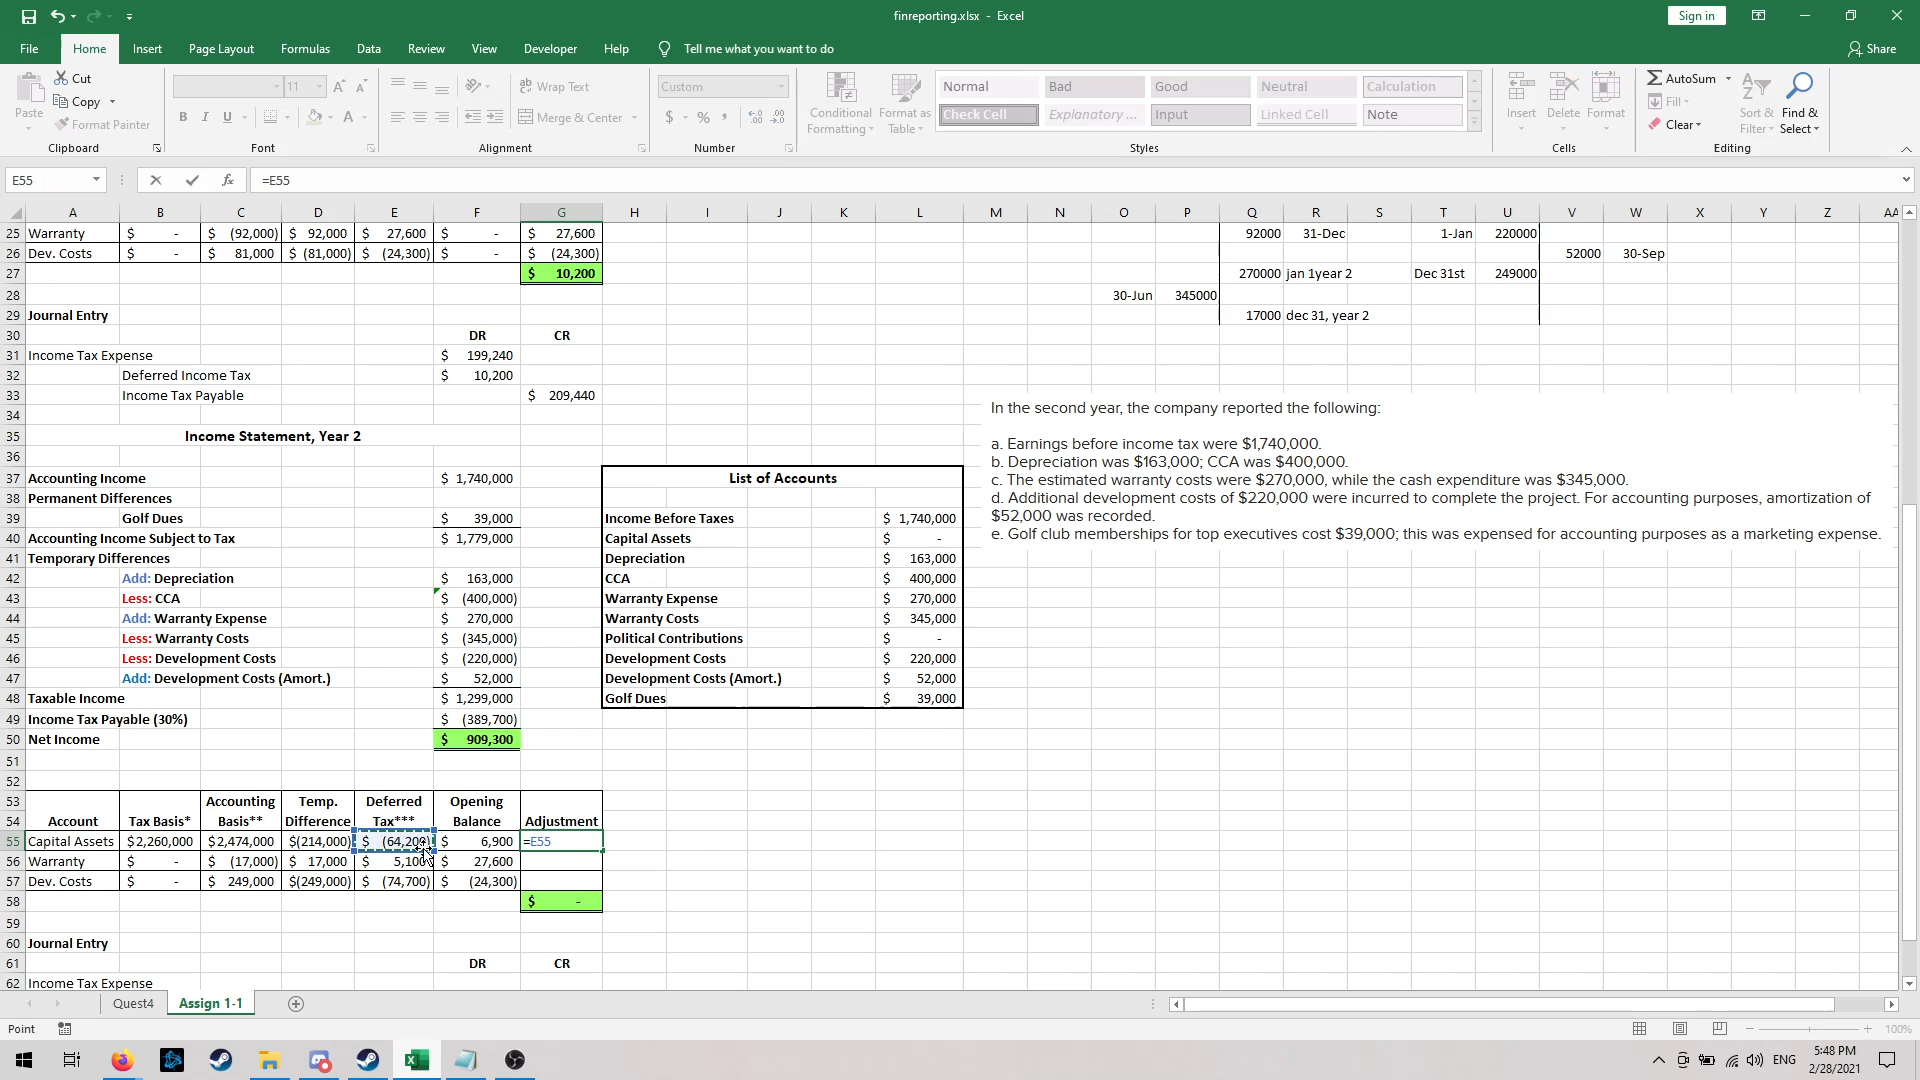 finreporting.xlsx - Excel
Sign in
File Home Insert Page Layout Formulas Data Review View Developer Help Tell me what you want to do Share
Paste
Cut
Copy
Format Painter
Clipboard
11 A A
B I U A
Font
ab Wrap Text
Merge & Center
Alignment
Custom
$ % ,
Number
Conditional Formatting
Format as Table
Normal Bad Good Neutral Calculation
Check Cell Explanatory ... Input Linked Cell Note
Styles
Insert Delete Format
Cells
AutoSum
Fill
Clear
Sort & Filter
Find & Select
Editing
E55 fx =E55
A B C D E F G H I J K L M N O P Q R S T U V W X Y Z AA
25 Warranty $ - $ (92,000) $ 92,000 $ 27,600 $ - $ 27,600 92000 31-Dec 1-Jan 220000
26 Dev. Costs $ - $ 81,000 $ (81,000) $ (24,300) $ - $ (24,300) 52000 30-Sep
27 $ 10,200 270000 jan 1year 2 Dec 31st 249000
28 30-Jun 345000
29 Journal Entry 17000 dec 31, year 2
30 DR CR
31 Income Tax Expense $ 199,240
32 Deferred Income Tax $ 10,200
33 Income Tax Payable $ 209,440
34
35 Income Statement, Year 2
36
37 Accounting Income $ 1,740,000 List of Accounts
38 Permanent Differences
39 Golf Dues $ 39,000 Income Before Taxes $ 1,740,000
40 Accounting Income Subject to Tax $ 1,779,000 Capital Assets $ -
41 Temporary Differences Depreciation $ 163,000
42 Add: Depreciation $ 163,000 CCA $ 400,000
43 Less: CCA $ (400,000) Warranty Expense $ 270,000
44 Add: Warranty Expense $ 270,000 Warranty Costs $ 345,000
45 Less: Warranty Costs $ (345,000) Political Contributions $ -
46 Less: Development Costs $ (220,000) Development Costs $ 220,000
47 Add: Development Costs (Amort.) $ 52,000 Development Costs (Amort.) $ 52,000
48 Taxable Income $ 1,299,000 Golf Dues $ 39,000
49 Income Tax Payable (30%) $ (389,700)
50 Net Income $ 909,300
51
52
53 Accounting Temp. Deferred Opening
54 Account Tax Basis* Basis** Difference Tax*** Balance Adjustment
55 Capital Assets $2,260,000 $2,474,000 $(214,000) $ (64,200) $ 6,900 =E55
56 Warranty $ - $ (17,000) $ 17,000 $ 5,100 $ 27,600
57 Dev. Costs $ - $ 249,000 $(249,000) $ (74,700) $ (24,300)
58 $ -
59
60 Journal Entry
61 DR CR
62 Income Tax Expense
In the second year, the company reported the following:
a. Earnings before income tax were $1,740,000.
b. Depreciation was $163,000; CCA was $400,000.
c. The estimated warranty costs were $270,000, while the cash expenditure was $345,000.
d. Additional development costs of $220,000 were incurred to complete the project. For accounting purposes, amortization of
$52,000 was recorded.
e. Golf club memberships for top executives cost $39,000; this was expensed for accounting purposes as a marketing expense.
Quest4 Assign 1-1
Point 100%
ENG
5:48 PM
2/28/2021